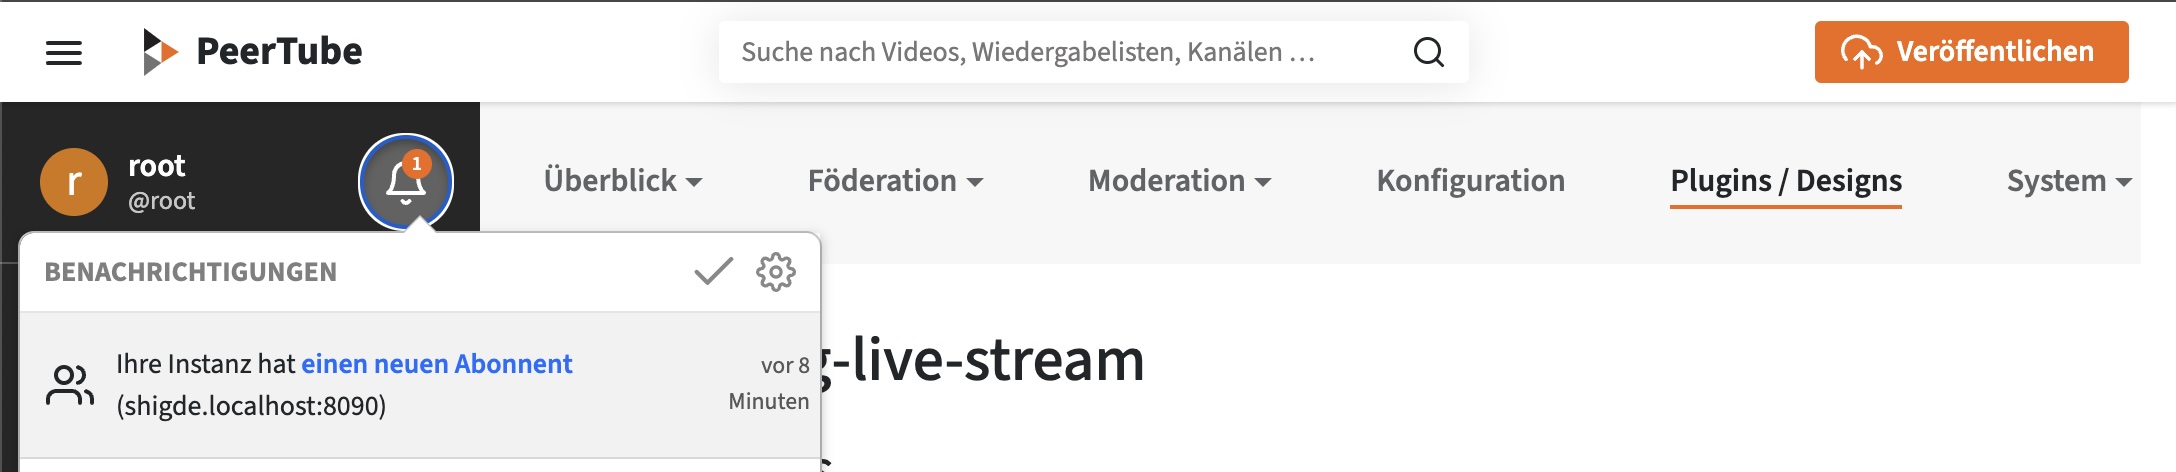 PeerTube
Suche nach Videos, Wiedergabelisten, Kanälen …
Veröffentlichen
r
root
@root
1
Überblick
Föderation
Moderation
Konfiguration
Plugins / Designs
System
BENACHRICHTIGUNGEN
Ihre Instanz hat einen neuen Abonnent
(shigde.localhost:8090)
vor 8
Minuten
-live-stream